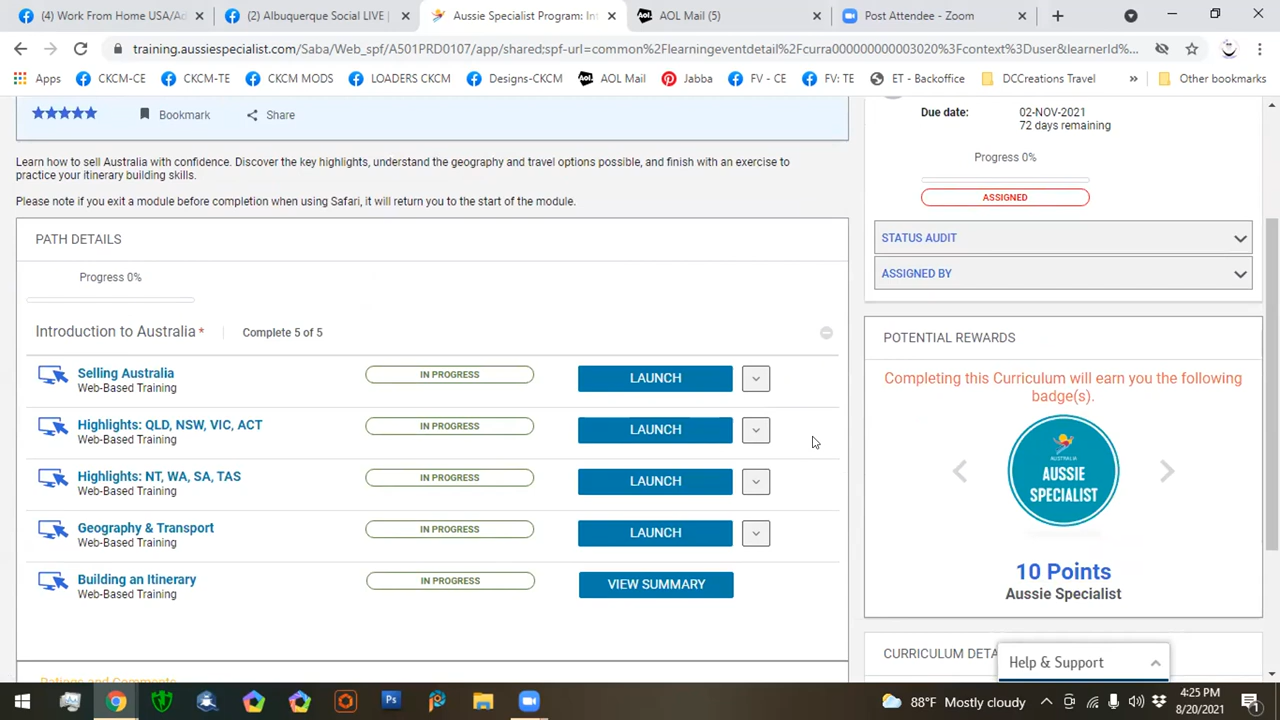 (4) Work From Home USA/Ad
(2) Albuquerque Social LIVE |
Aussie Specialist Program: Int
AOL Mail (5)
Post Attendee - Zoom
training.aussiespecialist.com/Saba/Web_spf/A501PRD0107/app/shared;spf-url=common%2Flearningeventdetail%2Fcurra000000000003020%3Fcontext%3Duser&learnerId%...
Apps CKCM-CE CKCM-TE CKCM MODS LOADERS CKCM Designs-CKCM Aol. AOL Mail Jabba FV - CE FV: TE ET - Backoffice DCCreations Travel » Other bookmarks
Bookmark Share
Due date: 02-NOV-2021
72 days remaining
Learn how to sell Australia with confidence. Discover the key highlights, understand the geography and travel options possible, and finish with an exercise to
practice your itinerary building skills.
Please note if you exit a module before completion when using Safari, it will return you to the start of the module.
Progress 0%
ASSIGNED
STATUS AUDIT
ASSIGNED BY
PATH DETAILS
Progress 0%
Introduction to Australia * Complete 5 of 5
Selling Australia IN PROGRESS LAUNCH
Web-Based Training
Highlights: QLD, NSW, VIC, ACT IN PROGRESS LAUNCH
Web-Based Training
Highlights: NT, WA, SA, TAS IN PROGRESS LAUNCH
Web-Based Training
Geography & Transport IN PROGRESS LAUNCH
Web-Based Training
Building an Itinerary IN PROGRESS VIEW SUMMARY
Web-Based Training
Ratings and Comments
POTENTIAL REWARDS
Completing this Curriculum will earn you the following
badge(s).
AUSTRALIA
AUSSIE
SPECIALIST
10 Points
Aussie Specialist
CURRICULUM DETA
Help & Support
88°F Mostly cloudy
4:25 PM
8/20/2021